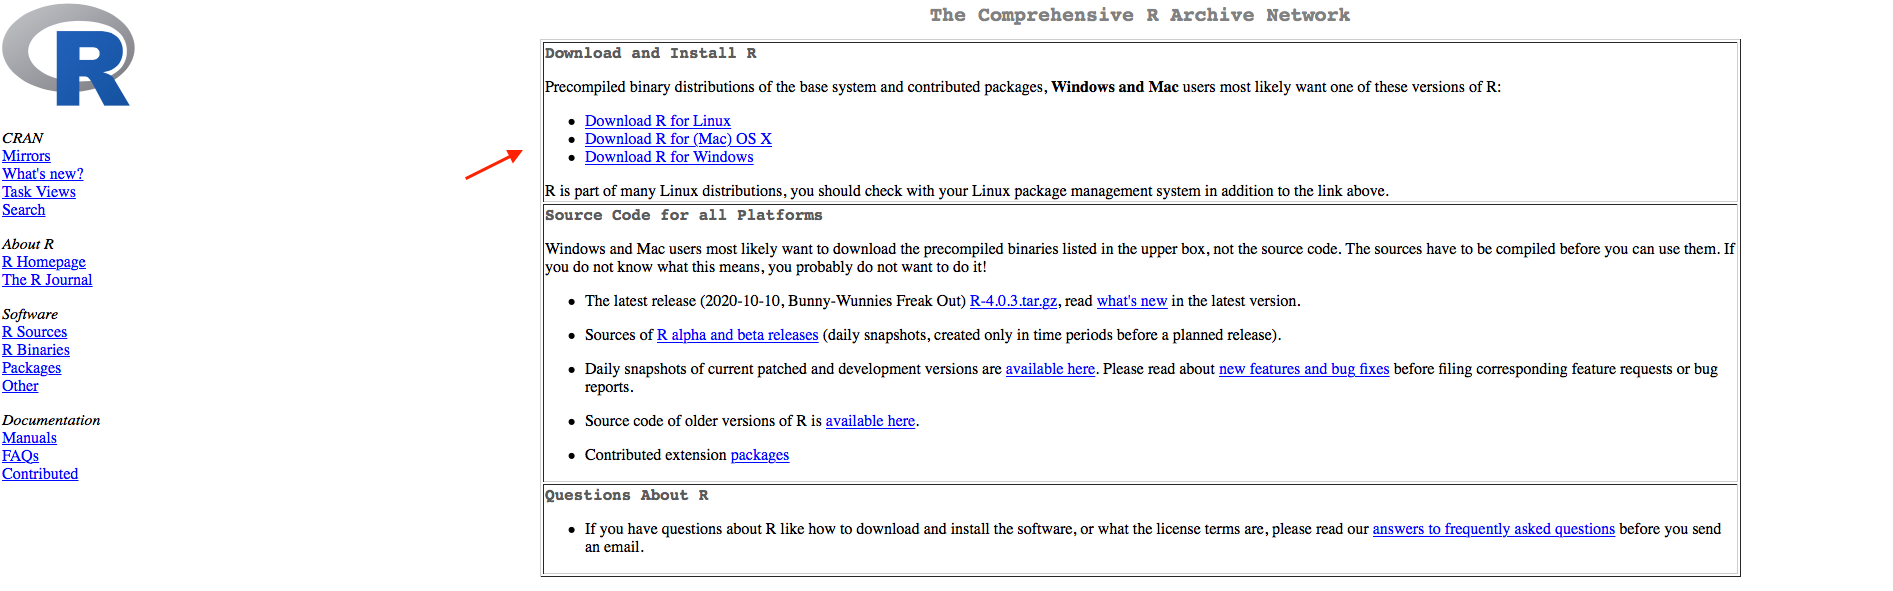 R
CRAN
Mirrors
What's new?
Task Views
Search
About R
R Homepage
The R Journal
Software
R Sources
R Binaries
Packages
Other
Documentation
Manuals
FAQs
Contributed
The Comprehensive R Archive Network
Download and Install R
Precompiled binary distributions of the base system and contributed packages, Windows and Mac users most likely want one of these versions of R:
• Download R for Linux
• Download R for (Mac) OS X
• Download R for Windows
R is part of many Linux distributions, you should check with your Linux package management system in addition to the link above.
Source Code for all Platforms
Windows and Mac users most likely want to download the precompiled binaries listed in the upper box, not the source code. The sources have to be compiled before you can use them. If
you do not know what this means, you probably do not want to do it!
• The latest release (2020-10-10, Bunny-Wunnies Freak Out) R-4.0.3.tar.gz, read what's new in the latest version.
• Sources of R alpha and beta releases (daily snapshots, created only in time periods before a planned release).
• Daily snapshots of current patched and development versions are available here. Please read about new features and bug fixes before filing corresponding feature requests or bug
reports.
• Source code of older versions of R is available here.
• Contributed extension packages
Questions About R
• If you have questions about R like how to download and install the software, or what the license terms are, please read our answers to frequently asked questions before you send
an email.